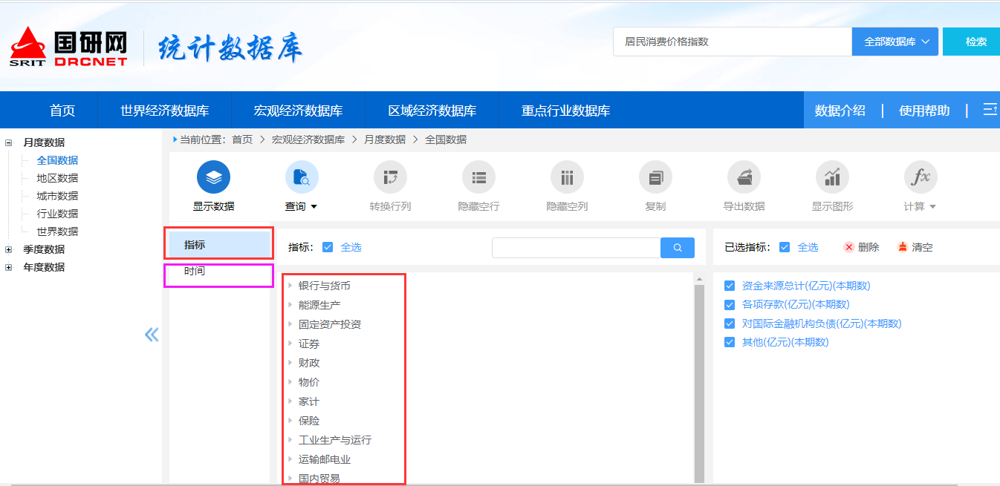 国研网
SRIT DRCNET
统计数据库
居民消费价格指数 全部数据库 检索
首页 世界经济数据库 宏观经济数据库 区域经济数据库 重点行业数据库 数据介绍 | 使用帮助 |
月度数据
全国数据
地区数据
城市数据
行业数据
世界数据
季度数据
年度数据
当前位置: 首页 > 宏观经济数据库 > 月度数据 > 全国数据
显示数据 查询 转换行列 隐藏空行 隐藏空列 复制 导出数据 显示图形 计算
fx
指标
时间
指标: 全选
银行与货币
能源生产
固定资产投资
证券
财政
物价
家计
保险
工业生产与运行
运输邮电业
国内贸易
已选指标: 全选 删除 清空
资金来源总计(亿元)(本期数)
各项存款(亿元)(本期数)
对国际金融机构负债(亿元)(本期数)
其他(亿元)(本期数)